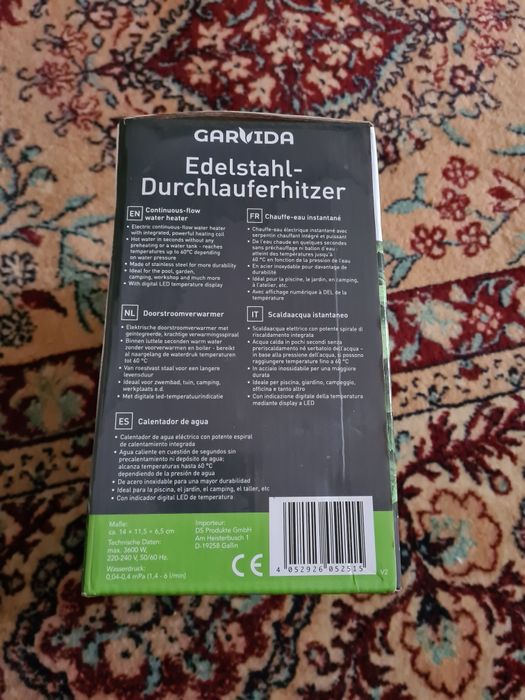 GARVIDA
Edelstahl-
Durchlauferhitzer
EN Continuous-flow
water heater
• Electric continuous-flow water heater
with integrated, powerful heating coil
• Hot water in seconds without any
preheating or a water tank – reaches
temperatures up to 60°C depending
on water pressure
• Made of stainless steel for more durability
• Ideal for the pool, garden,
camping, workshop and much more
• With digital LED temperature display
FR Chauffe-eau instantané
• Chauffe-eau électrique instantané avec
serpentin chauffant intégré et puissant
• De l'eau chaude en quelques secondes
sans préchauffage ni ballon d'eau :
atteint des températures jusqu'à
60 °C en fonction de la pression de l'eau
• En acier inoxydable pour davantage de
durabilité
• Idéal pour la piscine, le jardin, en camping,
à l'atelier, etc.
• Avec affichage numérique à DEL de la
température
NL Doorstroomverwarmer
• Elektrische doorstroomverwarmer met
geïntegreerde, krachtige verwarmingsspiraal
• Binnen luttele seconden warm water
zonder voorverwarmen en boiler - bereikt
al naargelang de waterdruk temperaturen
tot 60 °C
• Van roestvast staal voor een langere
levensduur
• Ideaal voor zwembad, tuin, camping,
werkplaats e.d.
• Met digitale led-temperatuurindicatie
IT Scaldaacqua istantaneo
• Scaldaacqua elettrico con potente spirale di
riscaldamento integrata
• Acqua calda in pochi secondi senza
preriscaldamento né serbatoio dell'acqua –
in base alla pressione dell'acqua, si possono
raggiungere temperature fino a 60 °C
• In acciaio inossidabile per una maggiore
durata
• Ideale per piscina, giardino, campeggio,
officina e tanto altro
• Con indicazione digitale della temperatura
mediante display a LED
ES Calentador de agua
• Calentador de agua eléctrico con potente espiral
de calentamiento integrada
• Agua caliente en cuestión de segundos sin
precalentamiento ni depósito de agua;
alcanza temperaturas hasta 60 °C
dependiendo de la presión de agua
• De acero inoxidable para una mayor durabilidad
• Ideal para la piscina, el jardín, el camping, el taller, etc
• Con indicador digital LED de temperatura
Maße:
ca. 14 × 11,5 × 6,5 cm
Technische Daten:
max. 3600 W,
220-240 V, 50/60 Hz.
Wasserdruck:
0,04-0,4 mPa (1,4 - 6 l/min)
Importeur:
DS Produkte GmbH
Am Heisterbusch 1
D-19258 Gallin
CE
4 052926 052515
V2